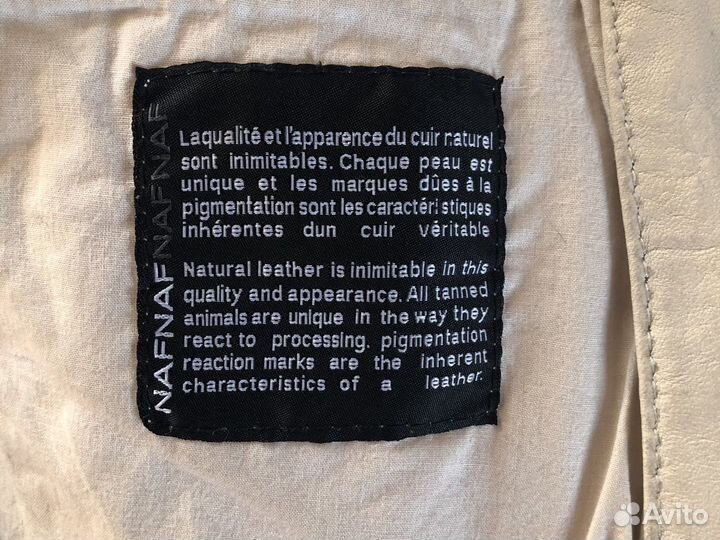 NAFNAFNAFNAF
Laqualité et l'apparence du cuir naturel
sont inimitables. Chaque peau est
unique et les marques dûes à la
pigmentation sont les caractéristiques
inhérentes dun cuir véritable
Natural leather is inimitable in this
quality and appearance. All tanned
animals are unique in the way they
react to processing. pigmentation
reaction marks are the inherent
characteristics of a leather.
Avito